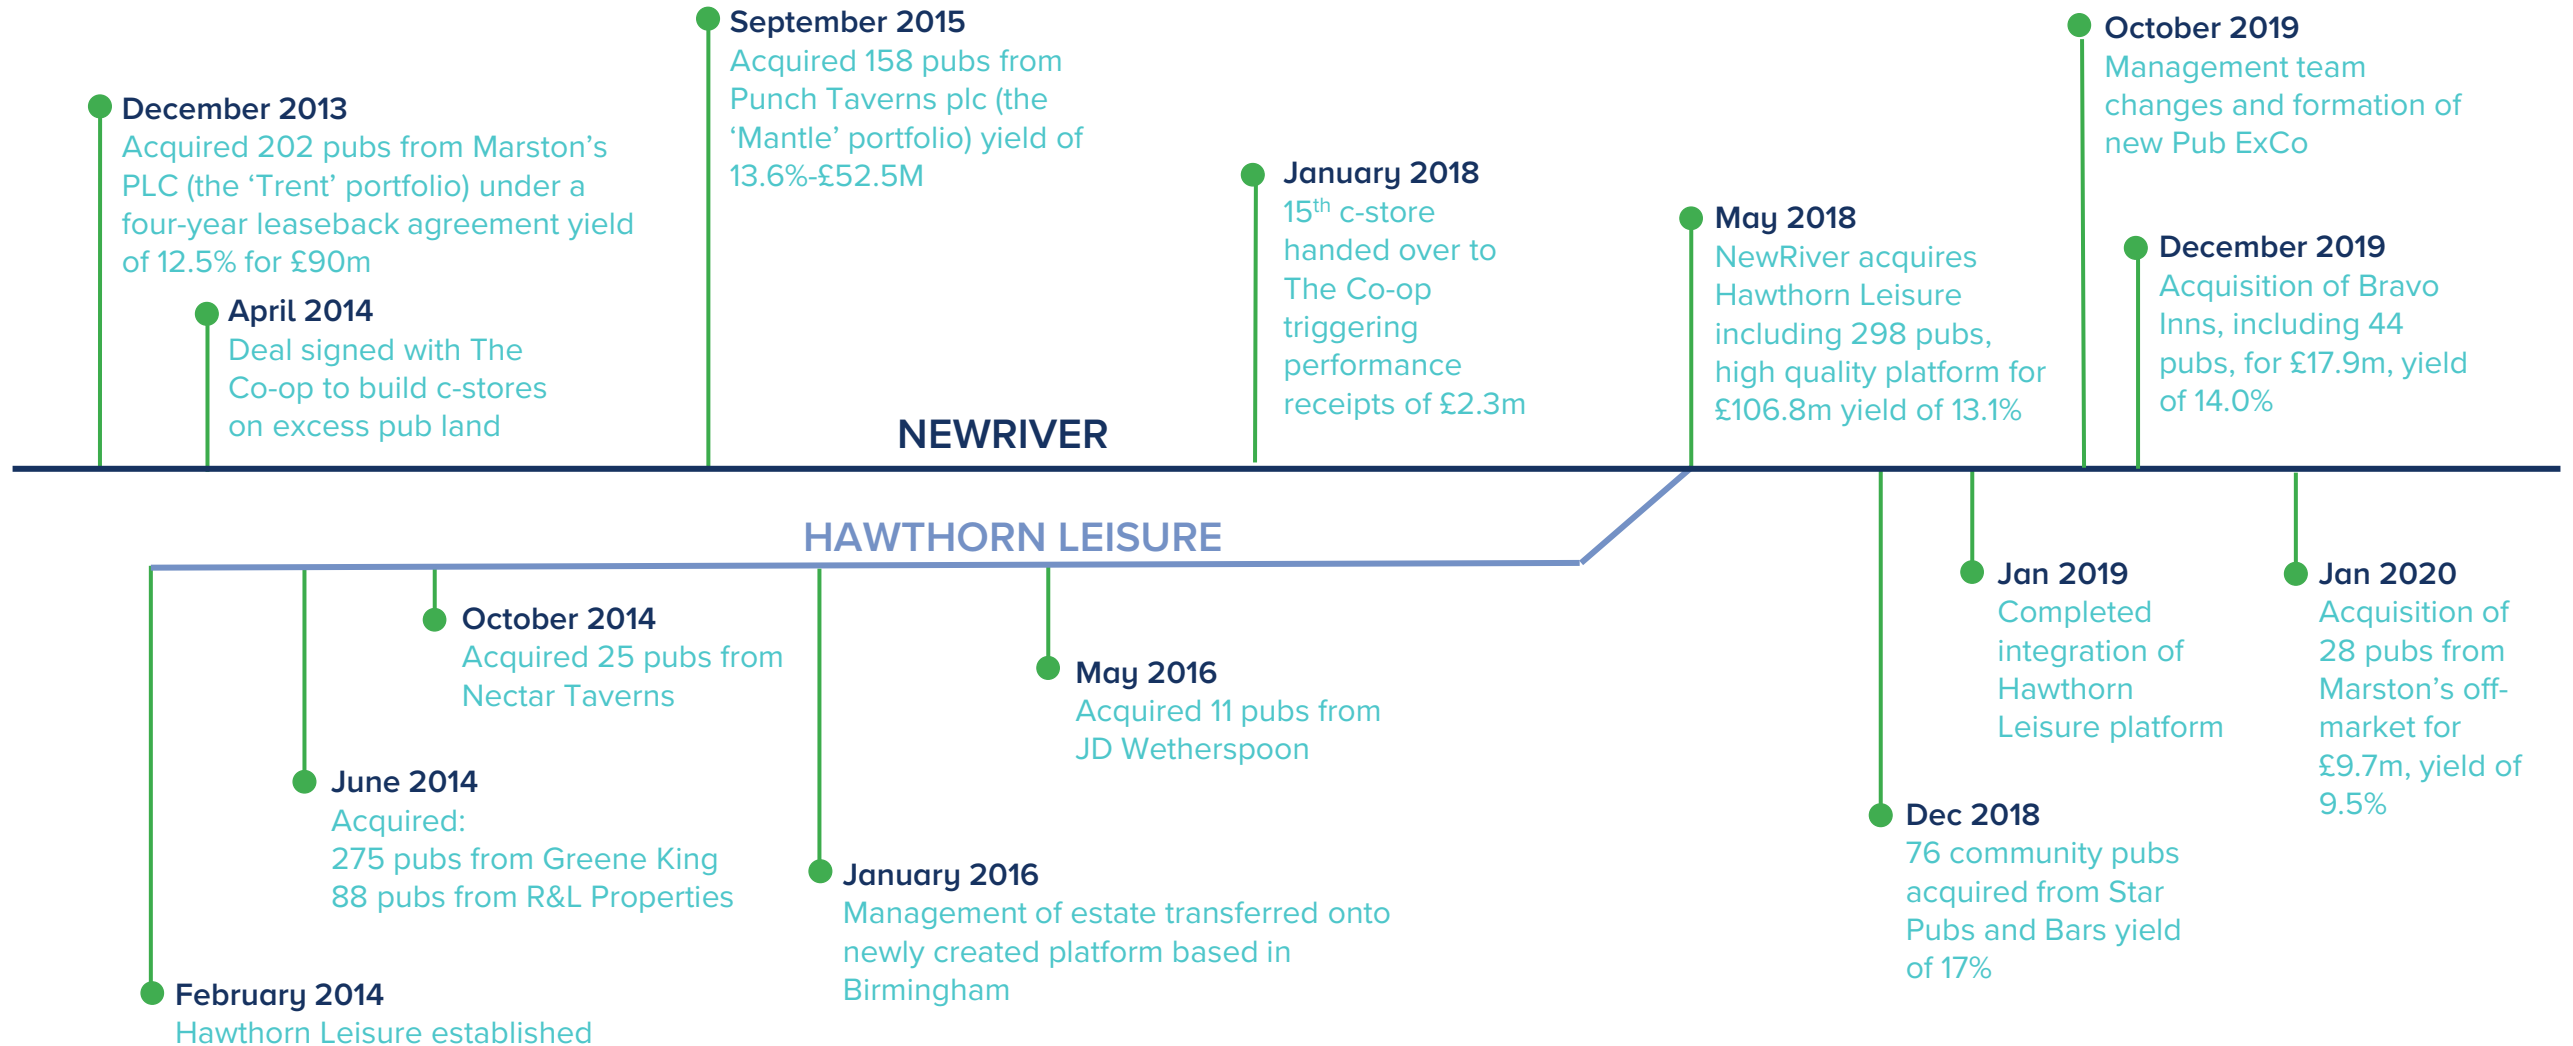 December 2013
Acquired 202 pubs from Marston’s
PLC (the ‘Trent’ portfolio) under a
four-year leaseback agreement yield
of 12.5% for £90m
April 2014
Deal signed with The
Co-op to build c-stores
on excess pub land
September 2015
Acquired 158 pubs from
Punch Taverns plc (the
‘Mantle’ portfolio) yield of
13.6%-£52.5M
NEWRIVER
January 2018
15th c-store
handed over to
The Co-op
triggering
performance
receipts of £2.3m
May 2018
NewRiver acquires
Hawthorn Leisure
including 298 pubs,
high quality platform for
£106.8m yield of 13.1%
October 2019
Management team
changes and formation of
new Pub ExCo
December 2019
Acquisition of Bravo
Inns, including 44
pubs, for £17.9m, yield
of 14.0%
HAWTHORN LEISURE
February 2014
Hawthorn Leisure established
June 2014
Acquired:
275 pubs from Greene King
88 pubs from R&L Properties
October 2014
Acquired 25 pubs from
Nectar Taverns
January 2016
Management of estate transferred onto
newly created platform based in
Birmingham
May 2016
Acquired 11 pubs from
JD Wetherspoon
Dec 2018
76 community pubs
acquired from Star
Pubs and Bars yield
of 17%
Jan 2019
Completed
integration of
Hawthorn
Leisure platform
Jan 2020
Acquisition of
28 pubs from
Marston’s off-
market for
£9.7m, yield of
9.5%